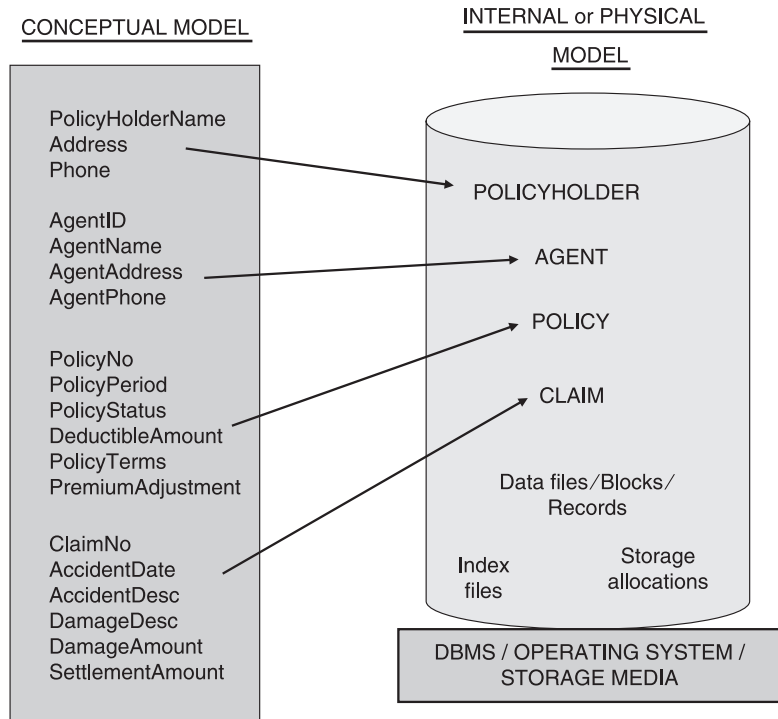 CONCEPTUAL MODEL
PolicyHolderName
Address
Phone
AgentID
AgentName
AgentAddress
AgentPhone
PolicyNo
PolicyPeriod
PolicyStatus
DeductibleAmount
PolicyTerms
PremiumAdjustment
ClaimNo
AccidentDate
AccidentDesc
DamageDesc
DamageAmount
SettlementAmount
INTERNAL or PHYSICAL
MODEL
POLICYHOLDER
AGENT
POLICY
CLAIM
Data files/Blocks/
Records
Index
files
Storage
allocations
DBMS / OPERATING SYSTEM /
STORAGE MEDIA